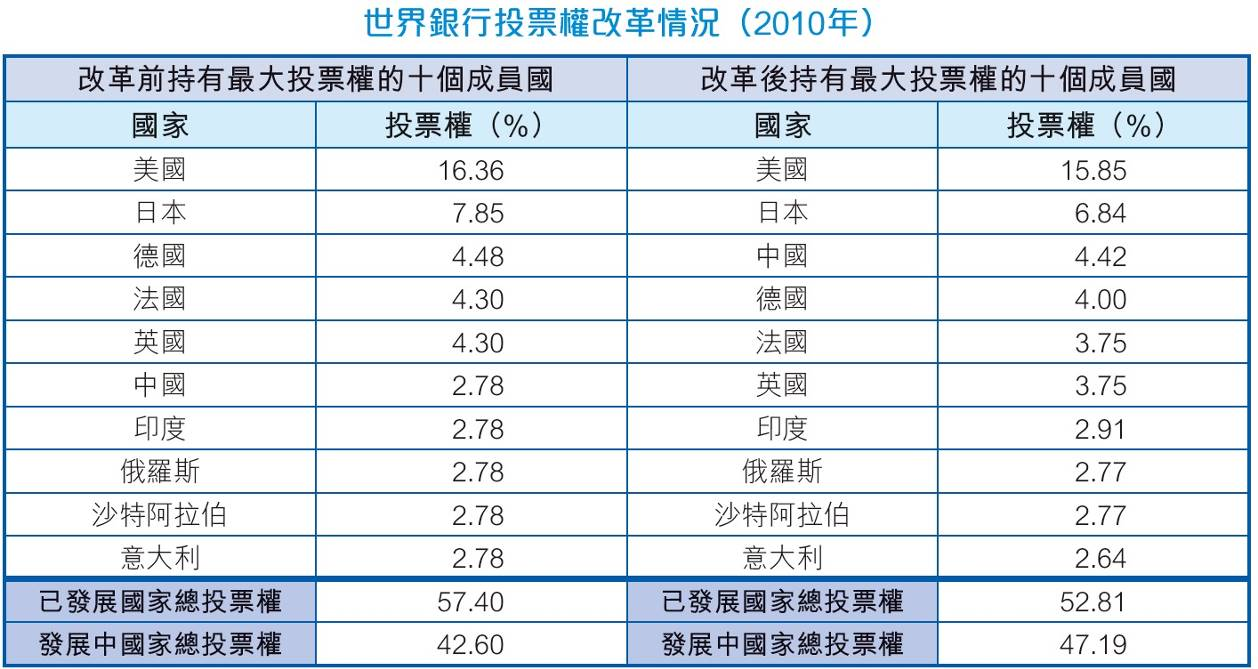 世界銀行投票權改革情況（2010年）
改革前持有最大投票權的十個成員國 改革後持有最大投票權的十個成員國
國家 投票權（%） 國家 投票權（%）
美國 16.36 美國 15.85
日本 7.85 日本 6.84
德國 4.48 中國 4.42
法國 4.30 德國 4.00
英國 4.30 法國 3.75
中國 2.78 英國 3.75
印度 2.78 印度 2.91
俄羅斯 2.78 俄羅斯 2.77
沙特阿拉伯 2.78 沙特阿拉伯 2.77
意大利 2.78 意大利 2.64
已發展國家總投票權 57.40 已發展國家總投票權 52.81
發展中國家總投票權 42.60 發展中國家總投票權 47.19